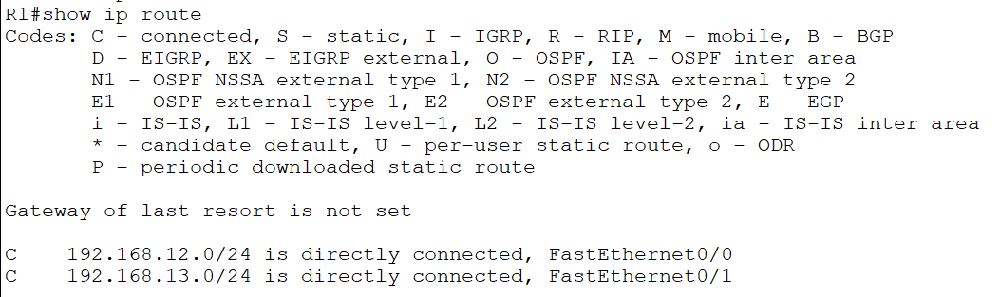 R1#show ip route
Codes: C - connected, S - static, I - IGRP, R - RIP, M - mobile, B - BGP
D - EIGRP, EX - EIGRP external, O - OSPF, IA - OSPF inter area
N1 - OSPF NSSA external type 1, N2 - OSPF NSSA external type 2
E1 - OSPF external type 1, E2 - OSPF external type 2, E - EGP
i - IS-IS, L1 - IS-IS level-1, L2 - IS-IS level-2, ia - IS-IS inter area
* - candidate default, U - per-user static route, o - ODR
P - periodic downloaded static route
Gateway of last resort is not set
C 192.168.12.0/24 is directly connected, FastEthernet0/0
C 192.168.13.0/24 is directly connected, FastEthernet0/1